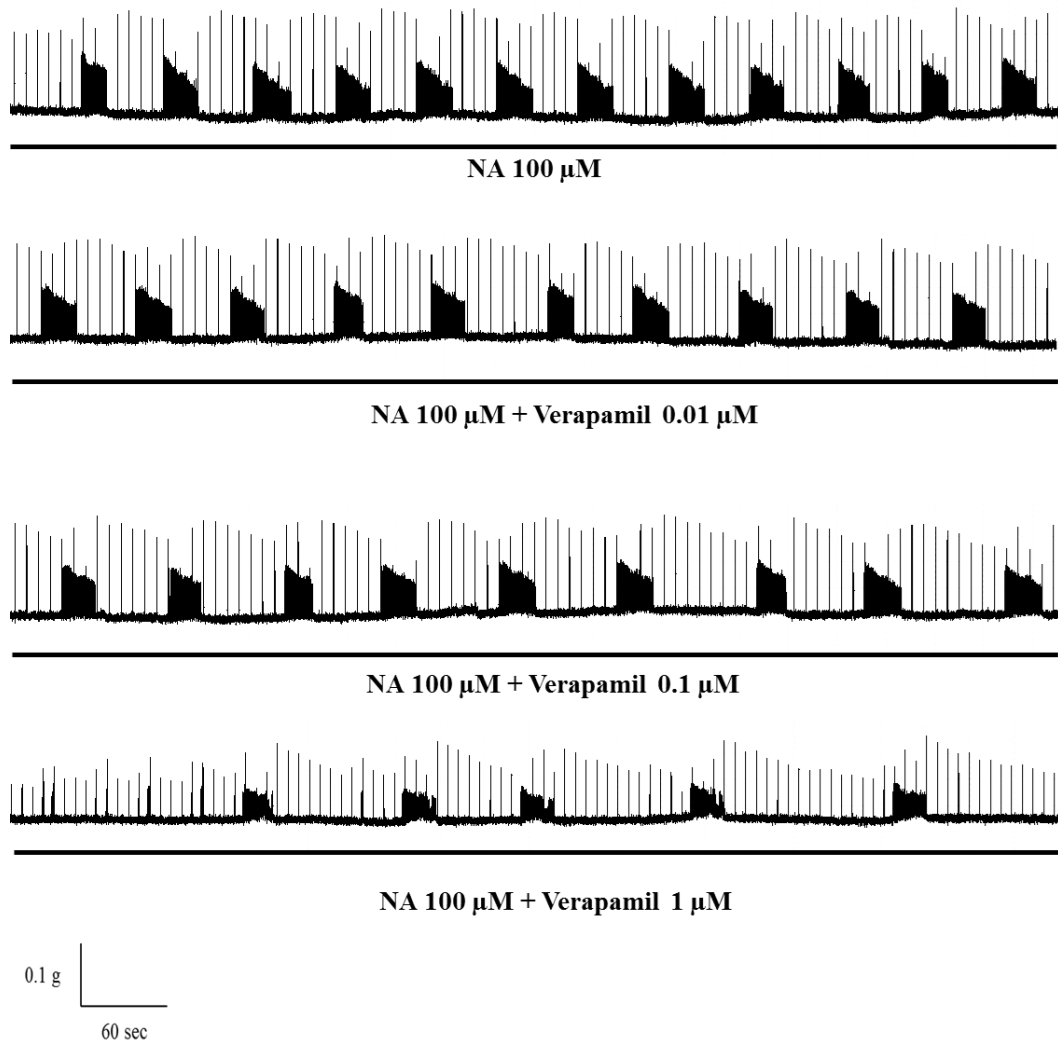 NA 100 μM
NA 100 μM + Verapamil 0.01 μM
NA 100 μM + Verapamil 0.1 μM
NA 100 μM + Verapamil 1 μM
0.1 g
60 sec